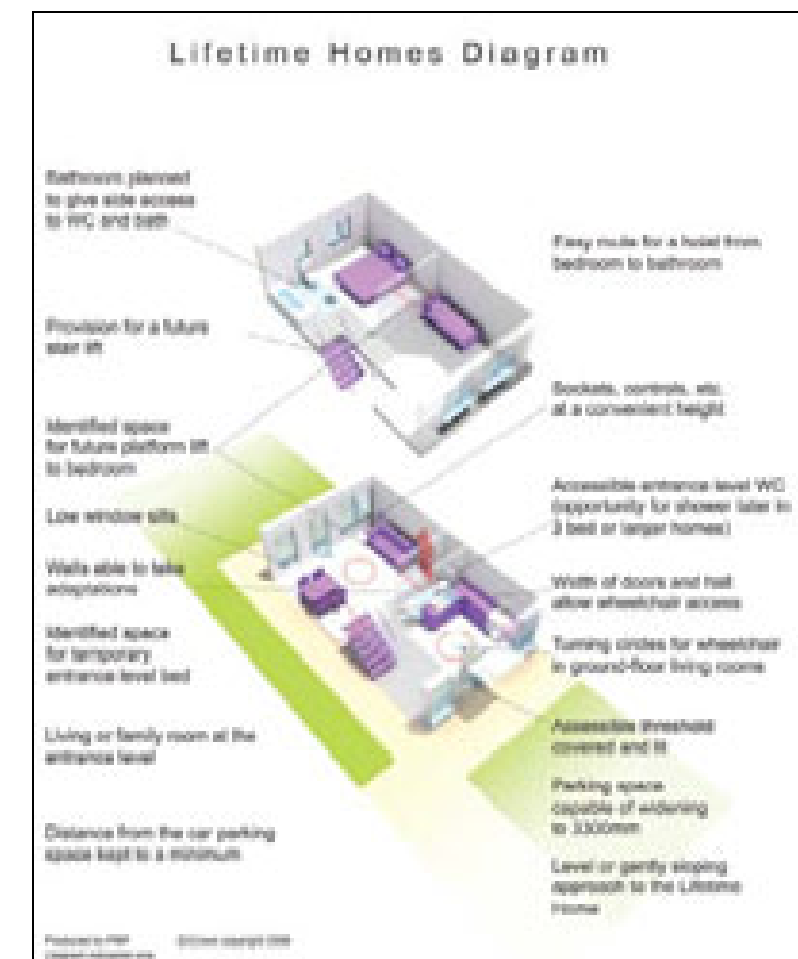 Lifetime Homes Diagram
Bathroom planned
to give side access
to WC and bath
Provision for a future
stair lift
Identified space
for future platform lift
to bedroom
Low window sills
Walls able to take
adaptations
Identified space
for temporary
entrance level bed
Living or family room at the
entrance level
Distance from the car parking
space kept to a minimum
Easy route for a hoist from
bedroom to bathroom
Sockets, controls, etc.
at a convenient height
Accessible entrance level WC
(opportunity for shower later in
3 bed or larger homes)
Width of doors and hall
allow wheelchair access
Turning circles for wheelchair
in ground-floor living rooms
Accessible threshold
covered and lit
Parking space
capable of widening
to 3300mm
Level or gently sloping
approach to the Lifetime
Home
Crown copyright